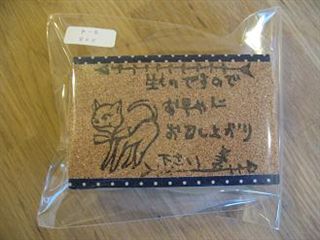 生ものですので
お早めに
お召し上がり
下さい